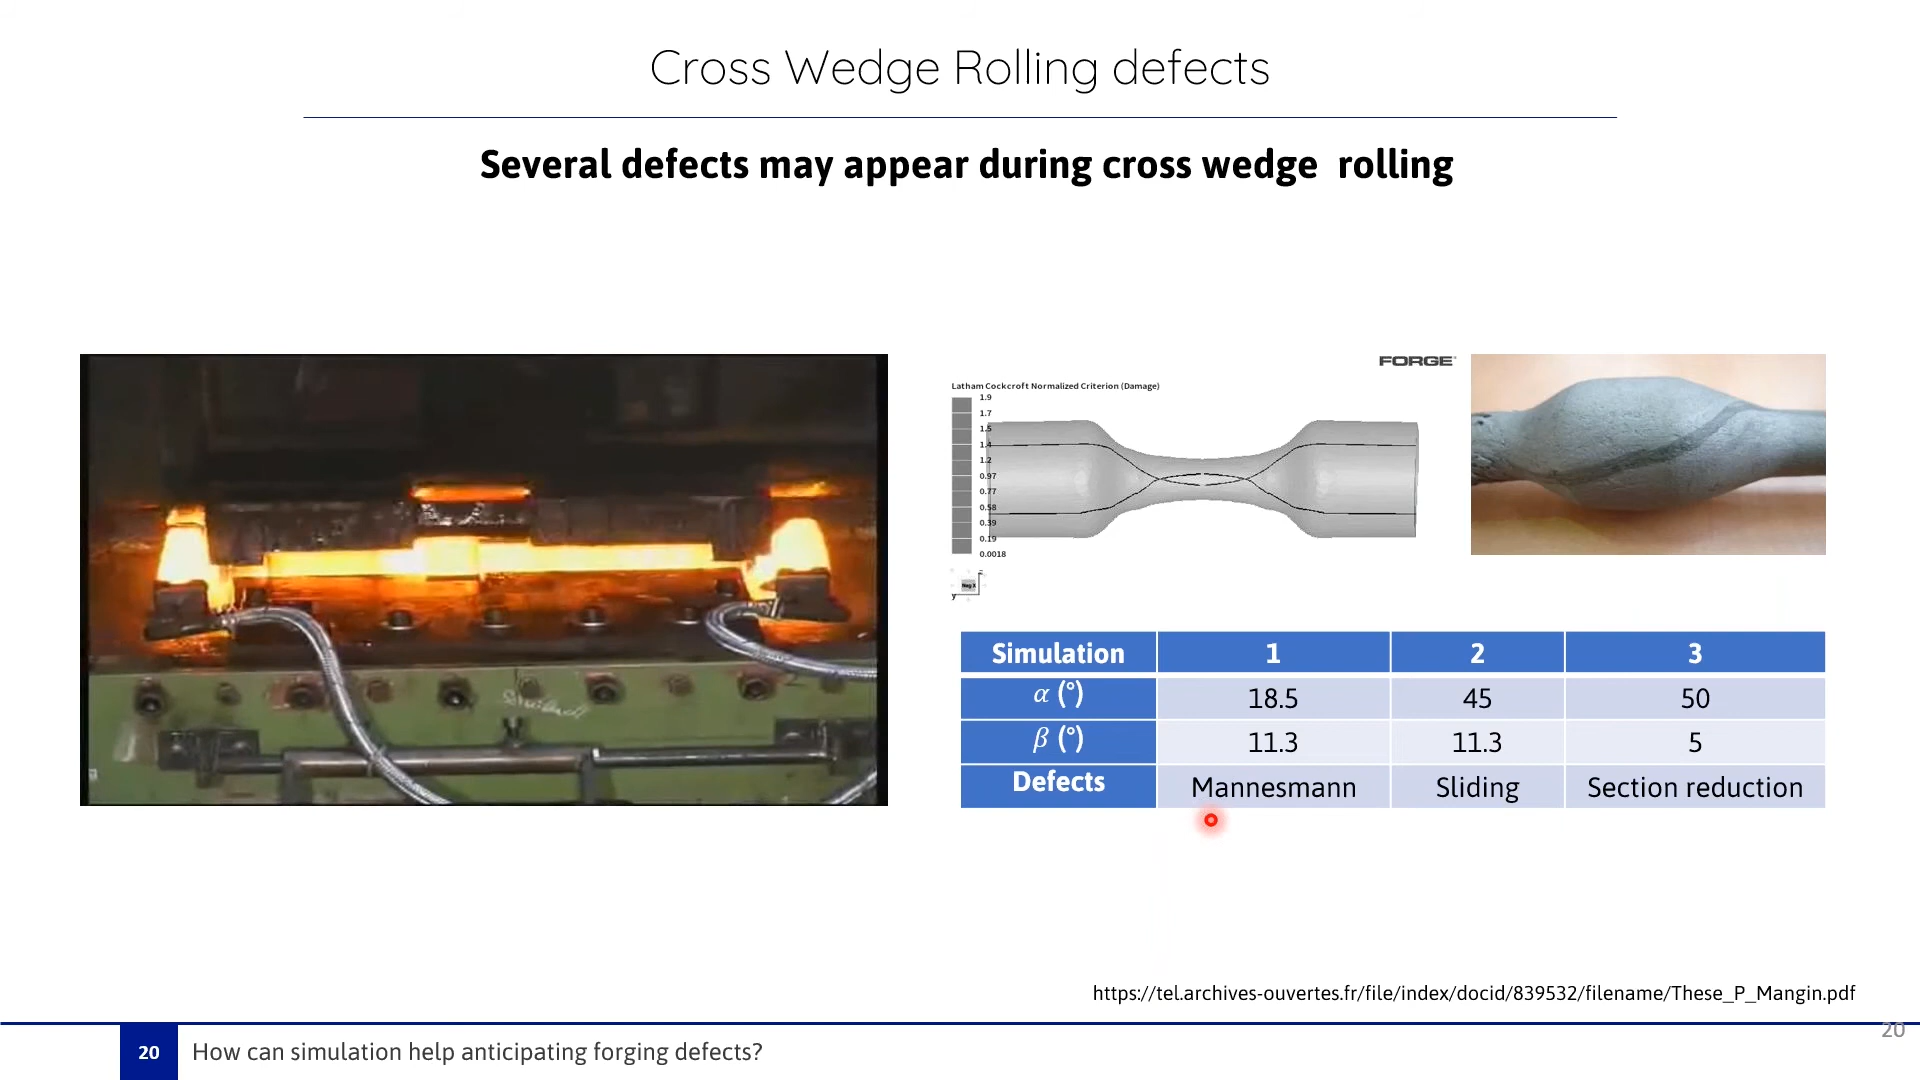 Cross Wedge Rolling defects
Several defects may appear during cross wedge rolling
FORGE
Latham Cockcroft Normalized Criterion (Damage)
1.9
1.7
1.5
1.4
1.2
0.97
0.77
0.58
0.39
0.19
0.0018
Neg X
z
y
Simulation 1 2 3
α (°) 18.5 45 50
β (°) 11.3 11.3 5
Defects Mannesmann Sliding Section reduction
https://tel.archives-ouvertes.fr/file/index/docid/839532/filename/These_P_Mangin.pdf
20
20 How can simulation help anticipating forging defects?